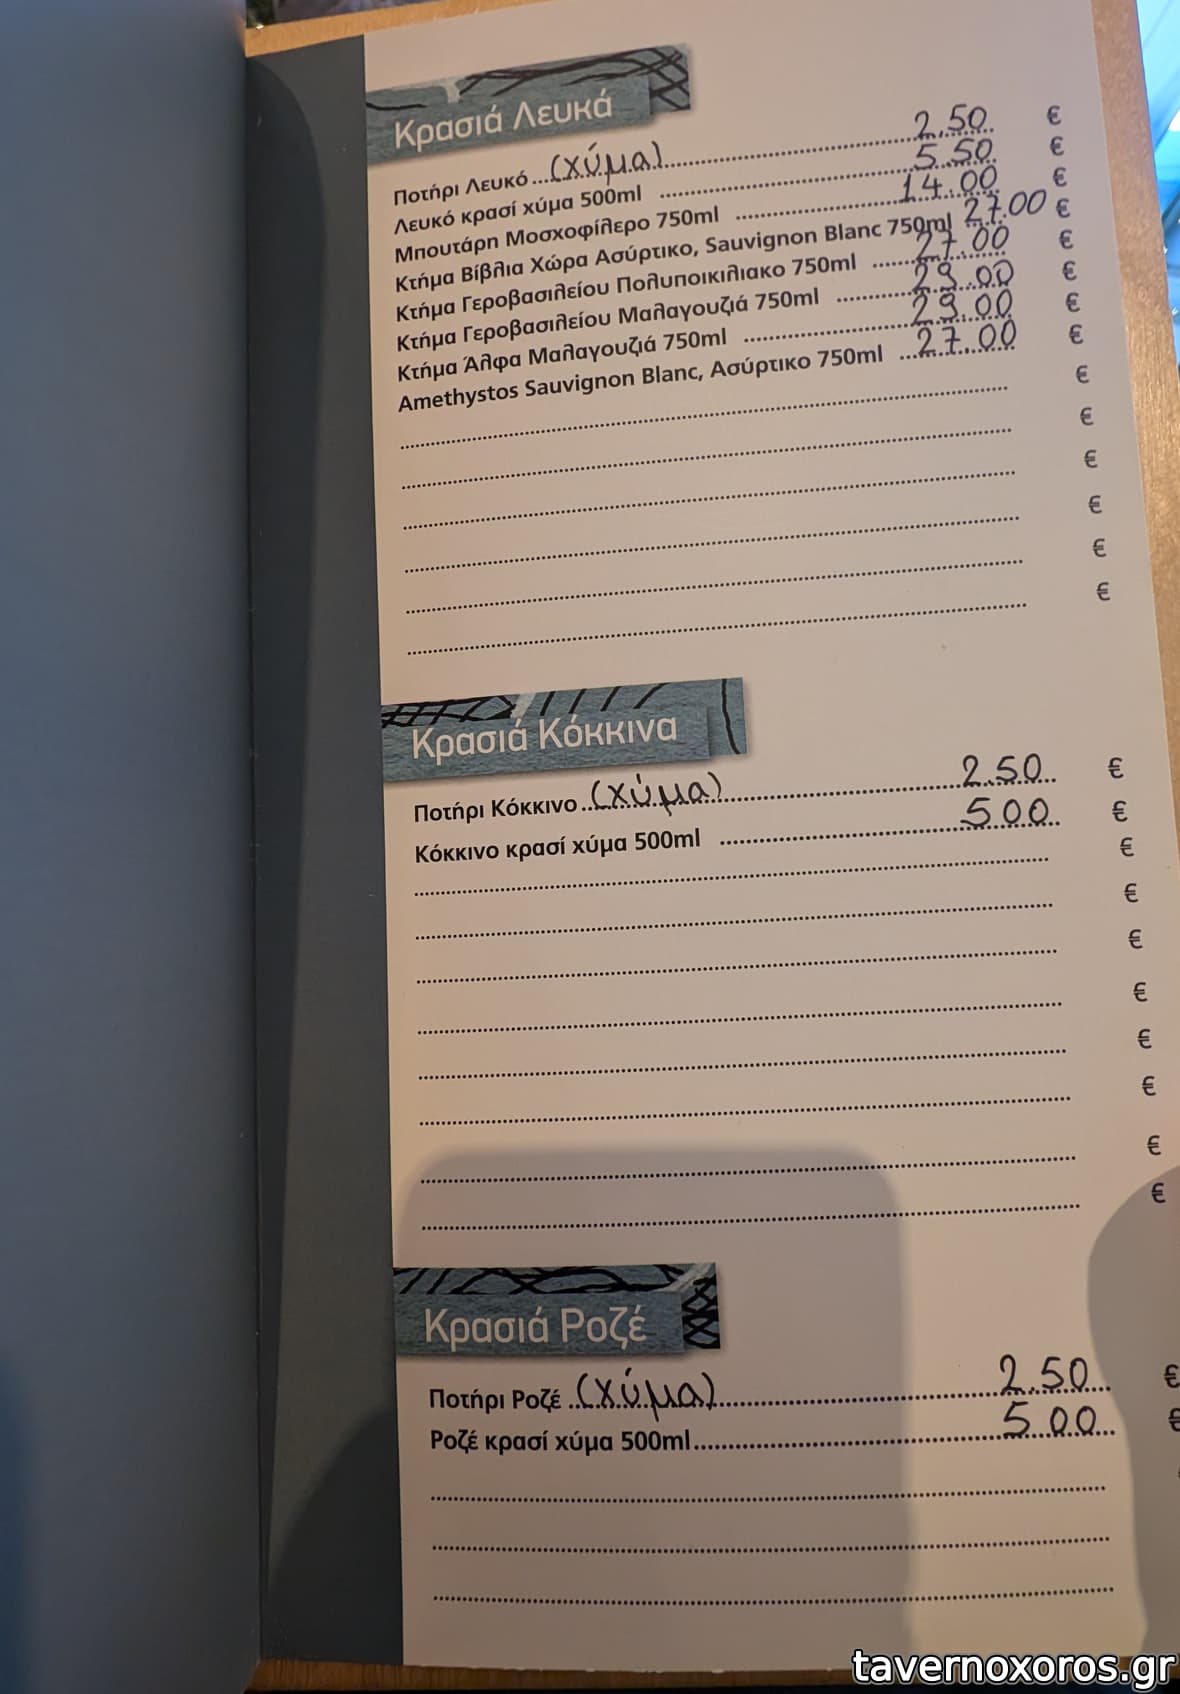 Κρασιά Λευκά
Ποτήρι Λευκό (χύμα) 2.50 €
Λευκό κρασί χύμα 500ml 5.50 €
Μπουτάρη Μοσχοφίλερο 750ml 14.00 €
Κτήμα Βίβλια Χώρα Ασύρτικο, Sauvignon Blanc 750ml 27.00 €
Κτήμα Γεροβασιλείου Πολυποικιλιακο 750ml 27.00 €
Κτήμα Γεροβασιλείου Μαλαγουζιά 750ml 29.00 €
Κτήμα Άλφα Μαλαγουζιά 750ml 29.00 €
Amethystos Sauvignon Blanc, Ασύρτικο 750ml 27.00 €
€
€
€
€
€
€
Κρασιά Κόκκινα
Ποτήρι Κόκκινο (χύμα) 2.50 €
Κόκκινο κρασί χύμα 500ml 5 00 €
€
€
€
€
€
€
€
€
Κρασιά Ροζέ
Ποτήρι Ροζέ (χύμα) 2.50 €
Ροζέ κρασί χύμα 500ml 5.00 €
tavernoxoros.gr